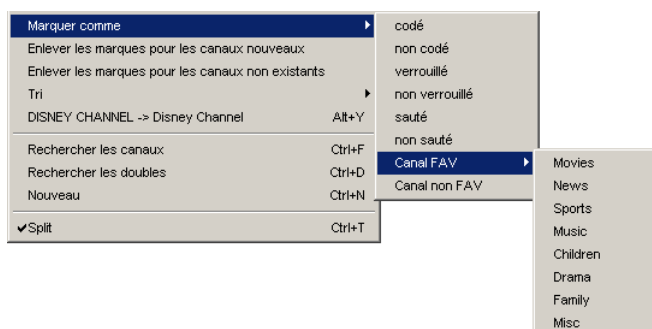 Marquer comme
Enlever les marques pour les canaux nouveaux
Enlever les marques pour les canaux non existants
Tri
DISNEY CHANNEL -> Disney Channel Alt+Y
Rechercher les canaux Ctrl+F
Rechercher les doubles Ctrl+D
Nouveau Ctrl+N
Split Ctrl+T
codé
non codé
verrouillé
non verrouillé
sauté
non sauté
Canal FAV
Canal non FAV
Movies
News
Sports
Music
Children
Drama
Family
Misc